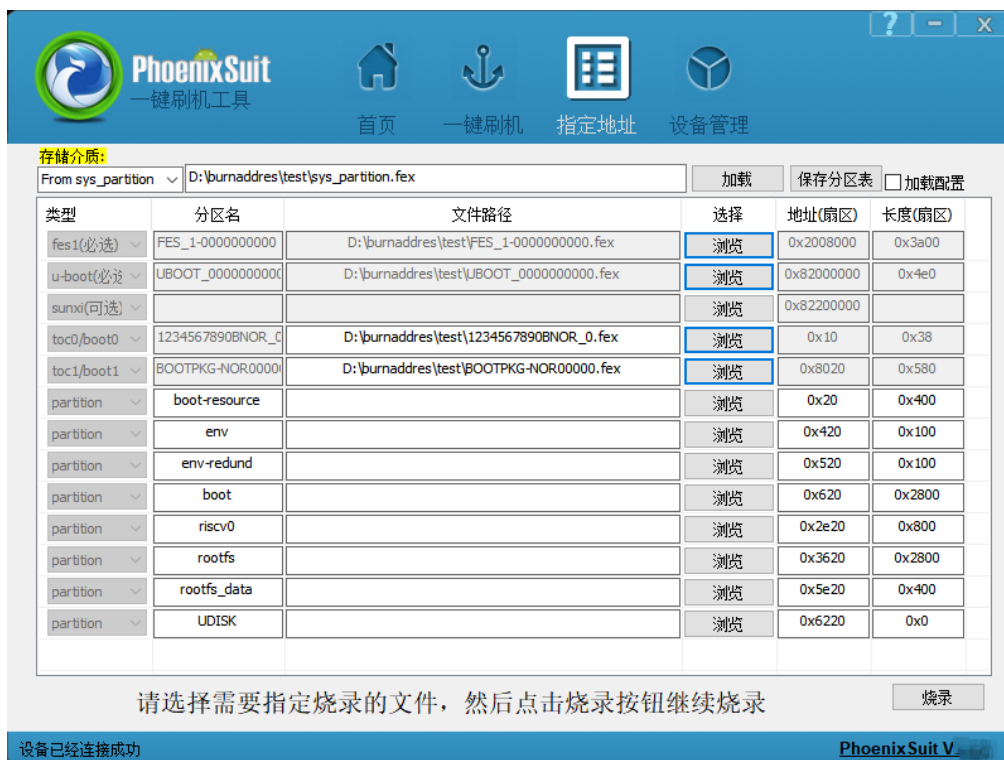 ? - X
PhoenixSuit
一键刷机工具
首页 一键刷机 指定地址 设备管理
存储介质:
From sys_partition D:\burnaddres\test\sys_partition.fex 加载 保存分区表 加载配置
类型 分区名 文件路径 选择 地址(扇区) 长度(扇区)
fes1(必选) FES_1-0000000000 D:\burnaddres\test\FES_1-0000000000.fex 浏览 0x2008000 0x3a00
u-boot(必选 UBOOT_0000000000 D:\burnaddres\test\UBOOT_0000000000.fex 浏览 0x82000000 0x4e0
sunxi(可选) 浏览 0x82200000
toc0/boot0 1234567890BNOR_0 D:\burnaddres\test\1234567890BNOR_0.fex 浏览 0x10 0x38
toc1/boot1 BOOTPKG-NOR0000 D:\burnaddres\test\BOOTPKG-NOR00000.fex 浏览 0x8020 0x580
partition boot-resource 浏览 0x20 0x400
partition env 浏览 0x420 0x100
partition env-redund 浏览 0x520 0x100
partition boot 浏览 0x620 0x2800
partition riscv0 浏览 0x2e20 0x800
partition rootfs 浏览 0x3620 0x2800
partition rootfs_data 浏览 0x5e20 0x400
partition UDISK 浏览 0x6220 0x0
请选择需要指定烧录的文件，然后点击烧录按钮继续烧录 烧录
设备已经连接成功 PhoenixSuit V